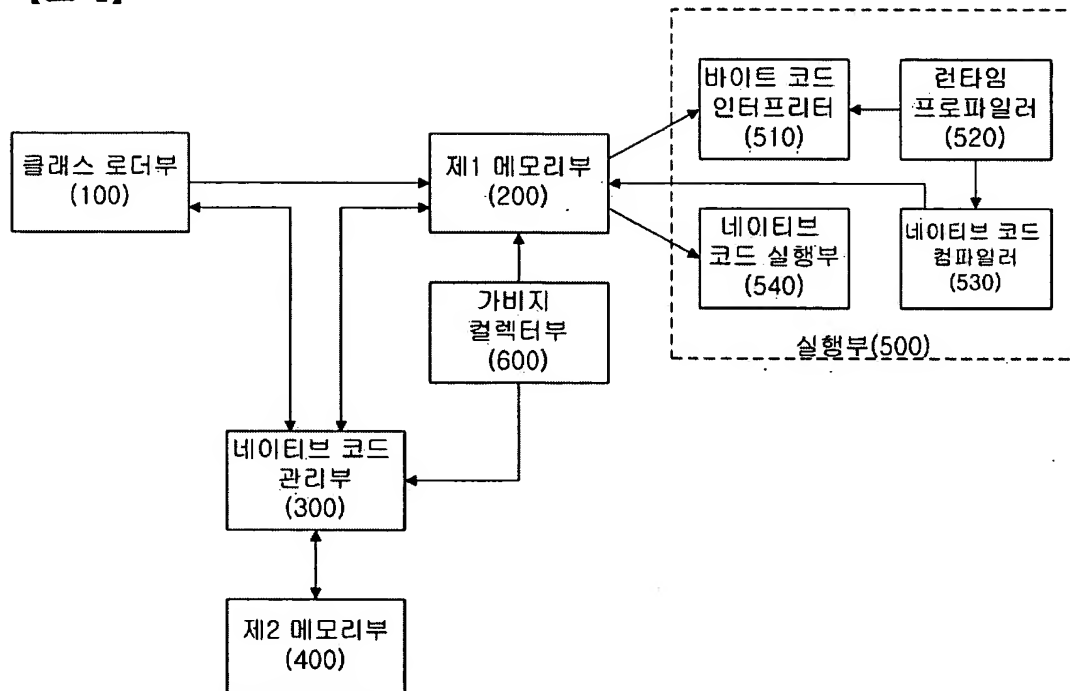 바이트 코드
인터프리터
(510)
런타임
프로파일러
(520)
클래스 로더부
(100)
제1 메모리부
(200)
네이티브
코드 실행부
(540)
네이티브 코드
컴파일러
(530)
실행부(500)
가비지
컬렉터부
(600)
네이티브 코드
관리부
(300)
제2 메모리부
(400)